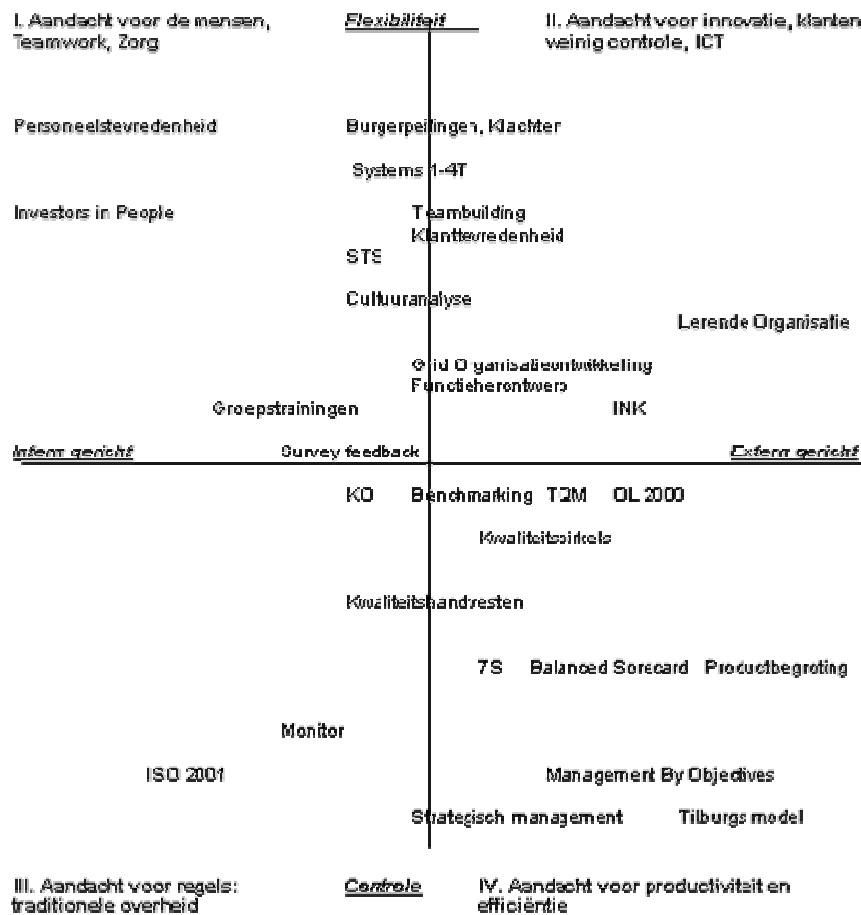 I. Aandacht voor de mensen,
Teamwork, Zorg
Flexibiliteit
II. Aandacht voor innovatie, klanten
weinig controle, ICT
Personeelstevredenheid
Burgerpeilingen, Klachten
Systems 1-4T
Investors in People
Teambuilding
Klanttevredenheid
STS
Cultuuranalyse
Lerende Organisatie
Grid Organisatieontwikkeling
Functieherontwerp
Groepstrainingen
INK
Intern gericht
Survey feedback
Extern gericht
KO
Benchmarking
TQM
OL 2000
Kwaliteitscirkels
7S
Balanced Sorecard
Productbegroting
Monitor
ISO 2001
Management By Objectives
Strategisch management
Tilburgs model
III. Aandacht voor regels:
traditionele overheid
Controle
IV. Aandacht voor productiviteit en
efficiëntie